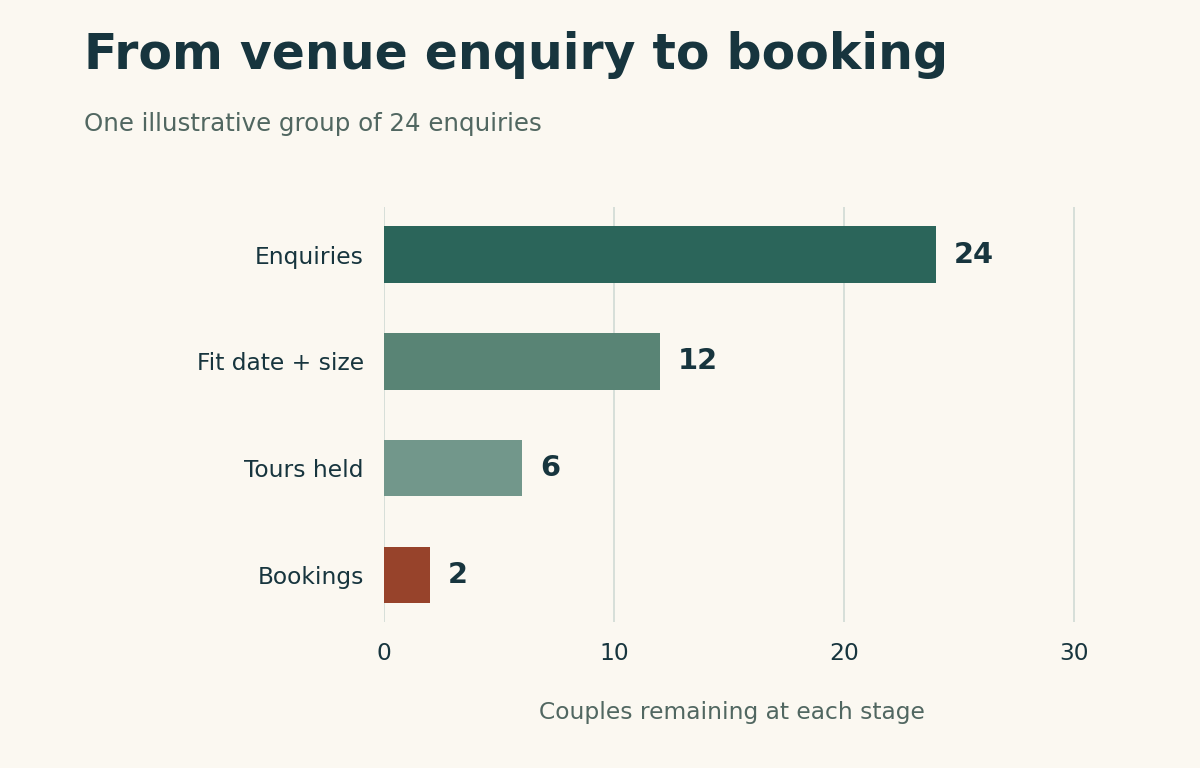 From venue enquiry to booking
One illustrative group of 24 enquiries
Enquiries 24
Fit date + size 12
Tours held 6
Bookings 2
0 10 20 30
Couples remaining at each stage